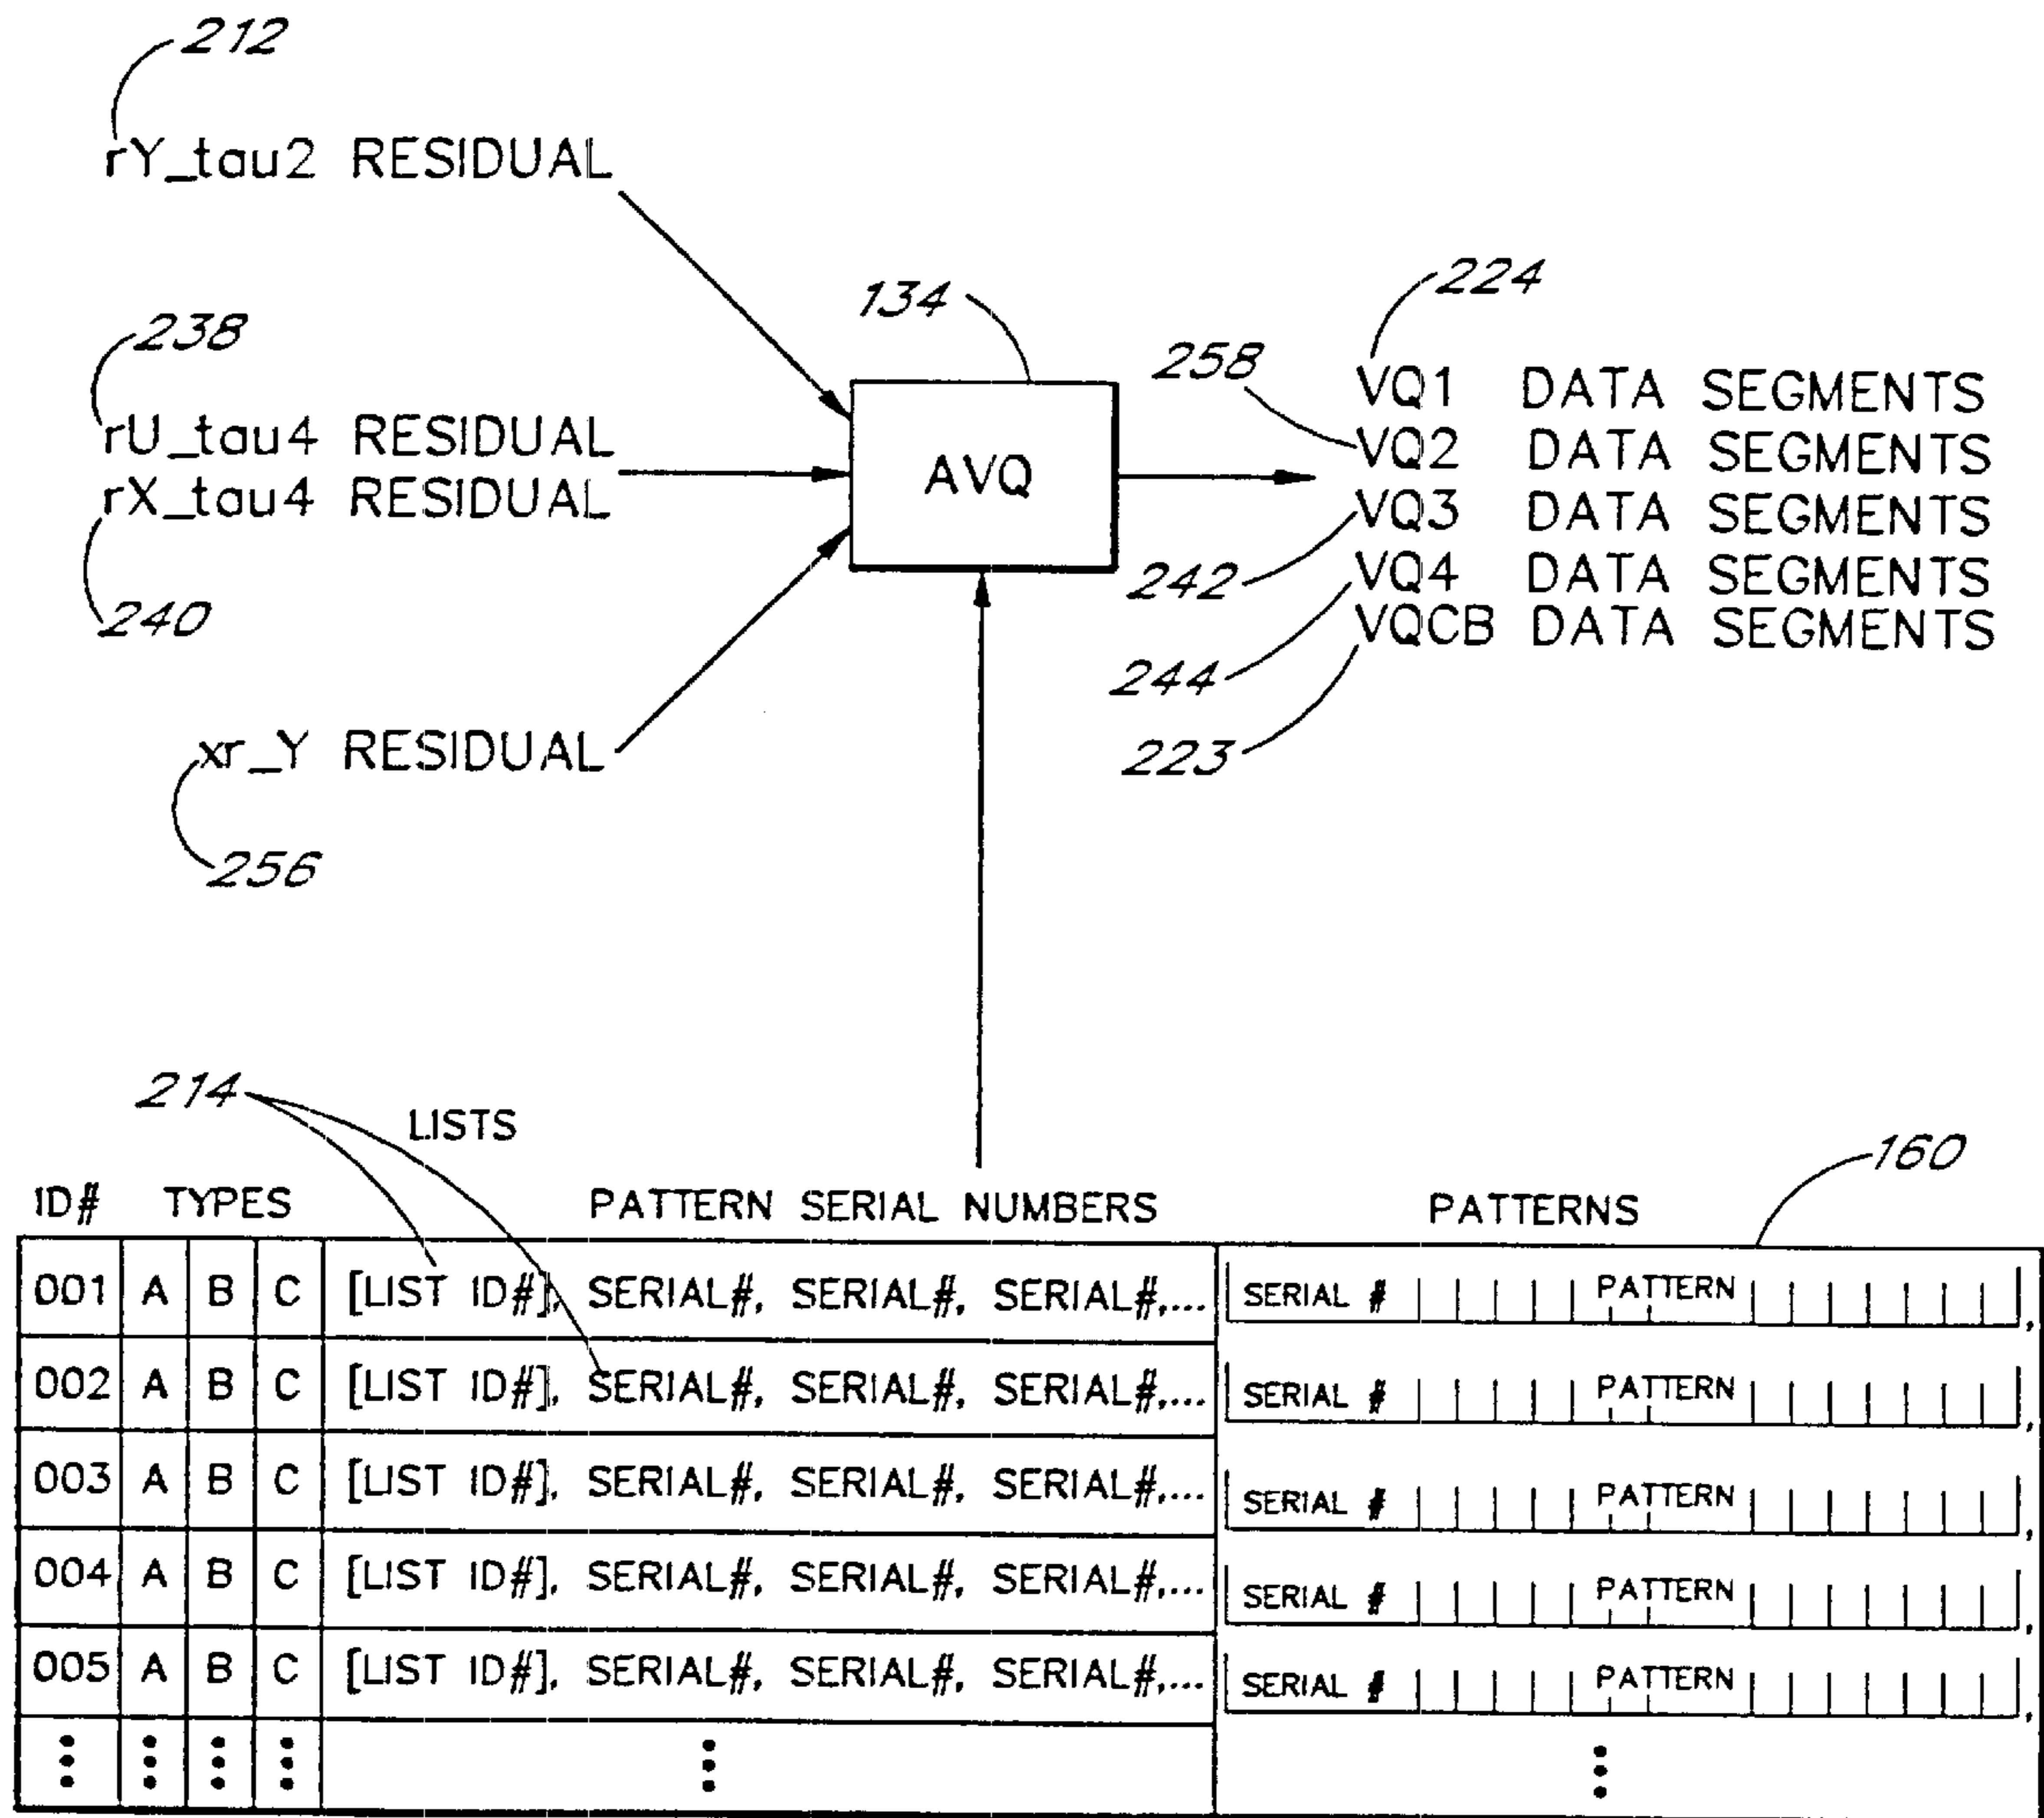 212
rY_tau2 RESIDUAL
238
rU_tau4 RESIDUAL
rX_tau4 RESIDUAL
240
xr_Y RESIDUAL
256
134
AVQ
224
258
VQ1 DATA SEGMENTS
VQ2 DATA SEGMENTS
VQ3 DATA SEGMENTS
242
VQ4 DATA SEGMENTS
VQCB DATA SEGMENTS
244
223
214
LISTS
160
ID# TYPES PATTERN SERIAL NUMBERS PATTERNS
001 A B C [LIST ID#], SERIAL#, SERIAL#, SERIAL#,... SERIAL # PATTERN ,
002 A B C [LIST ID#], SERIAL#, SERIAL#, SERIAL#,... SERIAL # PATTERN ,
003 A B C [LIST ID#], SERIAL#, SERIAL#, SERIAL#,... SERIAL # PATTERN ,
004 A B C [LIST ID#], SERIAL#, SERIAL#, SERIAL#,... SERIAL # PATTERN ,
005 A B C [LIST ID#], SERIAL#, SERIAL#, SERIAL#,... SERIAL # PATTERN ,